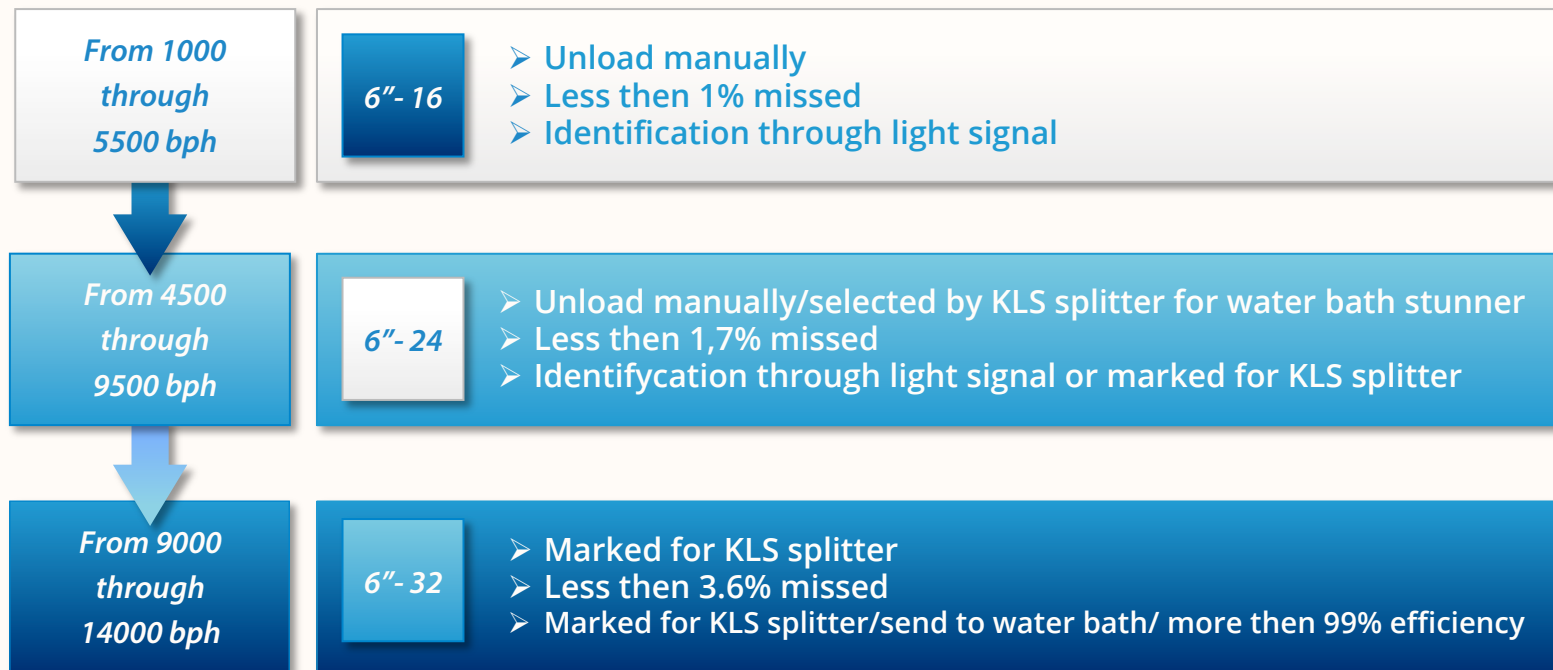 From 1000
through
5500 bph
6"- 16
➢ Unload manually
➢ Less then 1% missed
➢ Identification through light signal
From 4500
through
9500 bph
6"- 24
➢ Unload manually/selected by KLS splitter for water bath stunner
➢ Less then 1,7% missed
➢ Identifycation through light signal or marked for KLS splitter
From 9000
through
14000 bph
6"- 32
➢ Marked for KLS splitter
➢ Less then 3.6% missed
➢ Marked for KLS splitter/send to water bath/ more then 99% efficiency